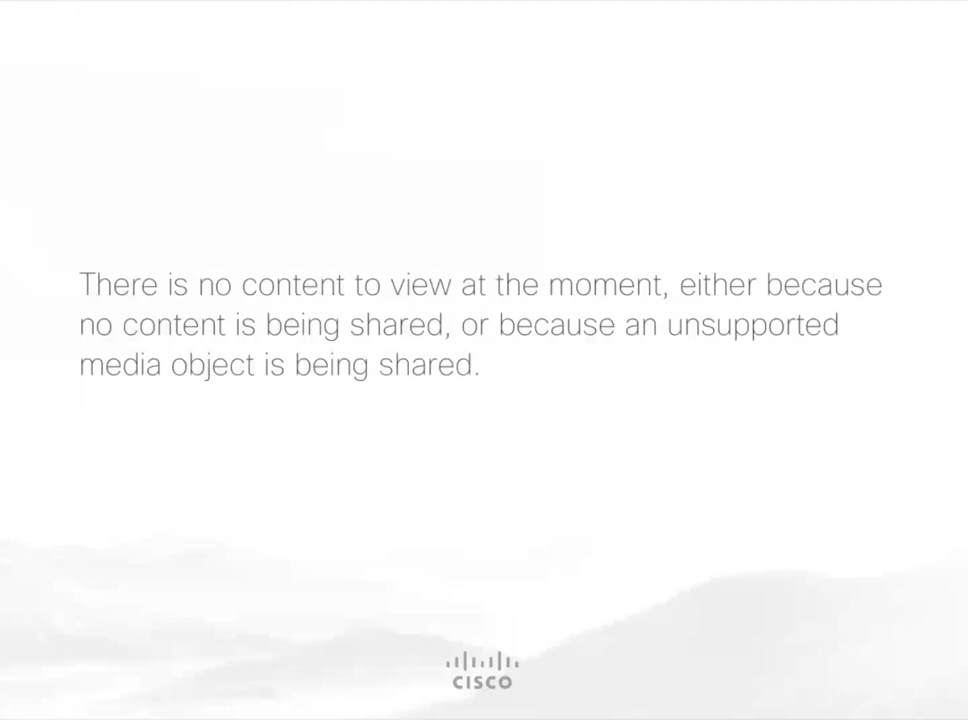 There is no content to view at the moment, either because
no content is being shared, or because an unsupported
media object is being shared.
CISCO